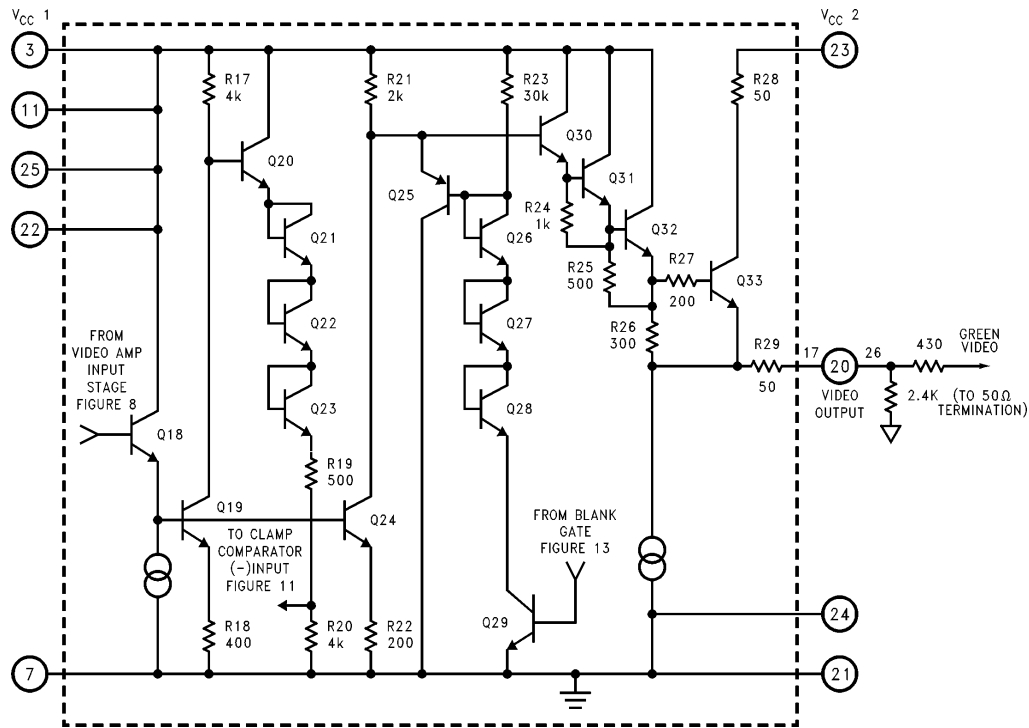 VCC 1
VCC 2
3
23
11
25
22
R17
4k
R21
2k
R23
30k
R28
50
Q20
Q30
Q31
Q25
R24
1k
Q21
Q26
Q32
R27
200
Q33
R25
500
Q22
Q27
R26
300
FROM
VIDEO AMP
INPUT
STAGE
FIGURE 8
R29
50
17
20
VIDEO
OUTPUT
26
430
GREEN
VIDEO
2.4K
(TO 50Ω
TERMINATION)
Q23
Q28
Q18
R19
500
Q19
Q24
TO CLAMP
COMPARATOR
(-)INPUT
FIGURE 11
FROM BLANK
GATE
FIGURE 13
R18
400
R20
4k
R22
200
Q29
24
7
21